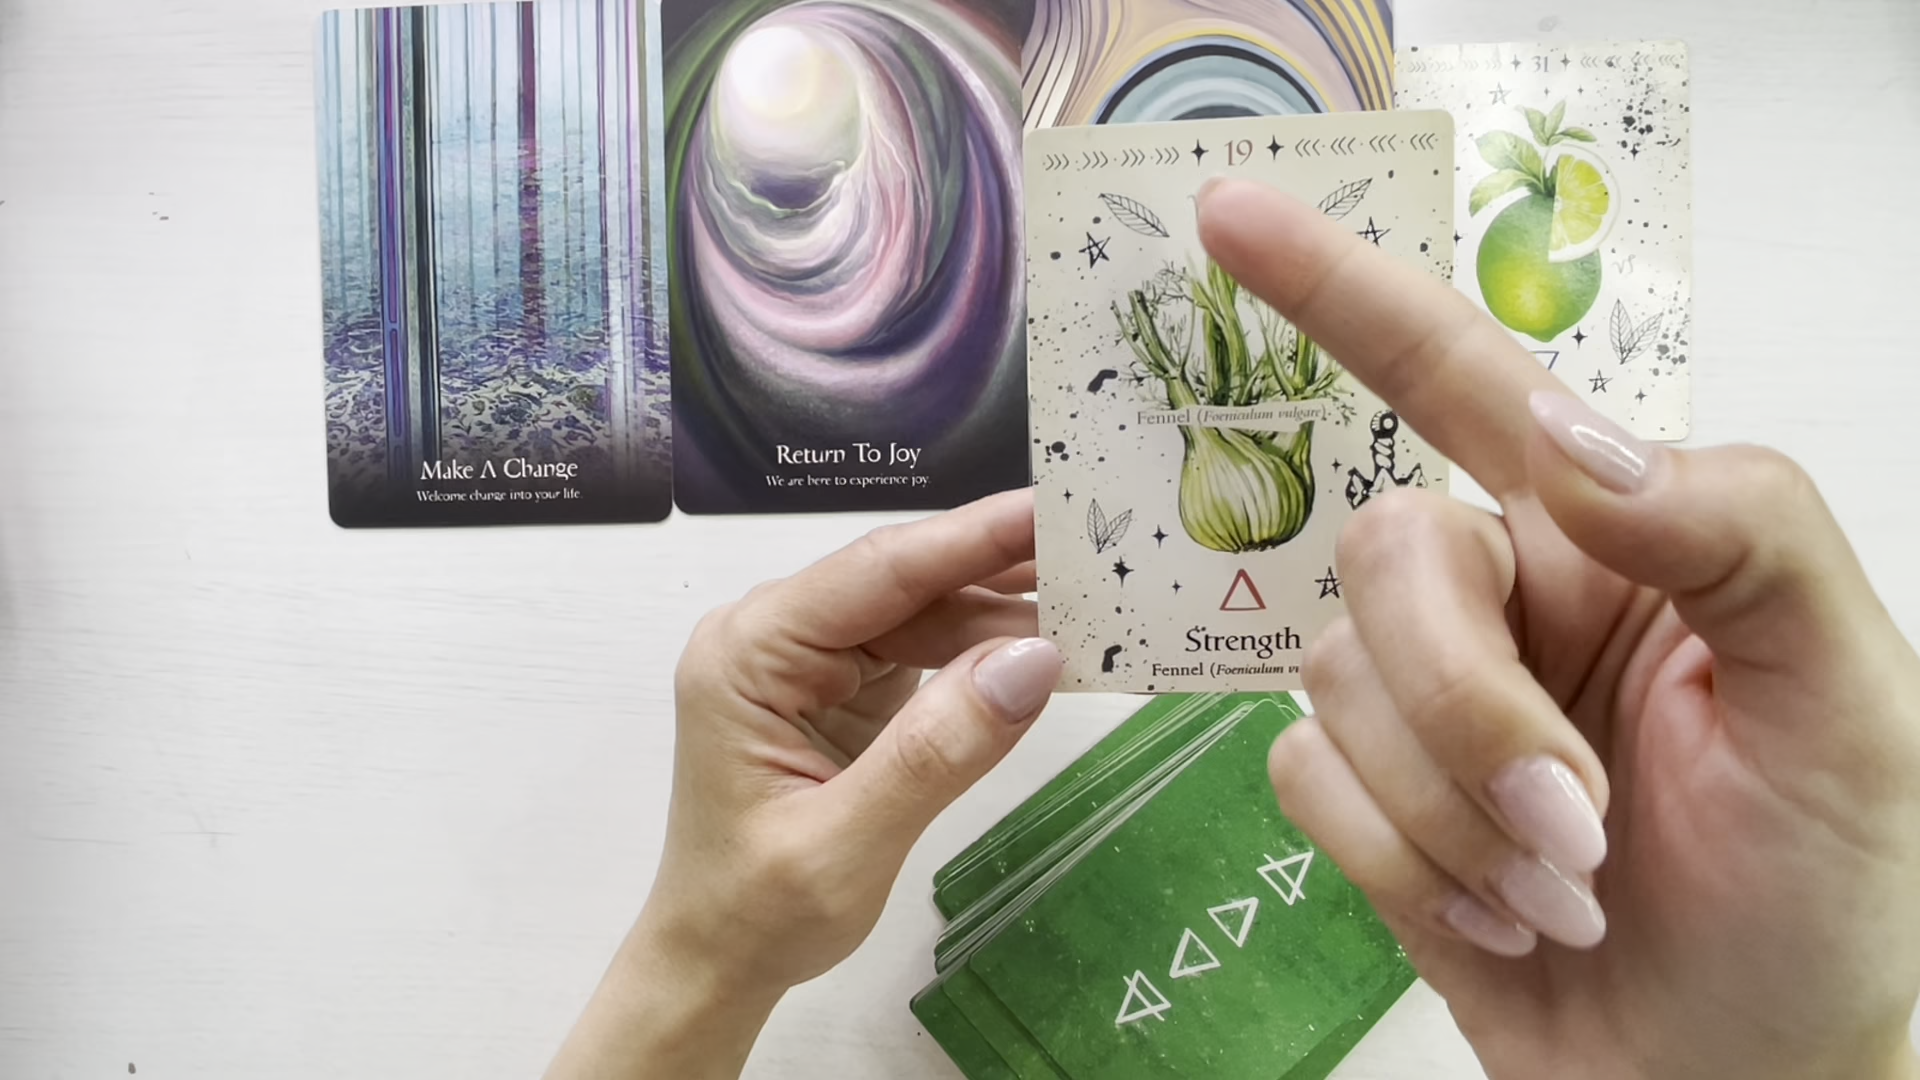 Make A Change
Welcome change into your life.
Return To Joy
We are here to experience joy.
19
Fennel (Foeniculum vulgare)
Strength
Fennel (Foeniculum
31